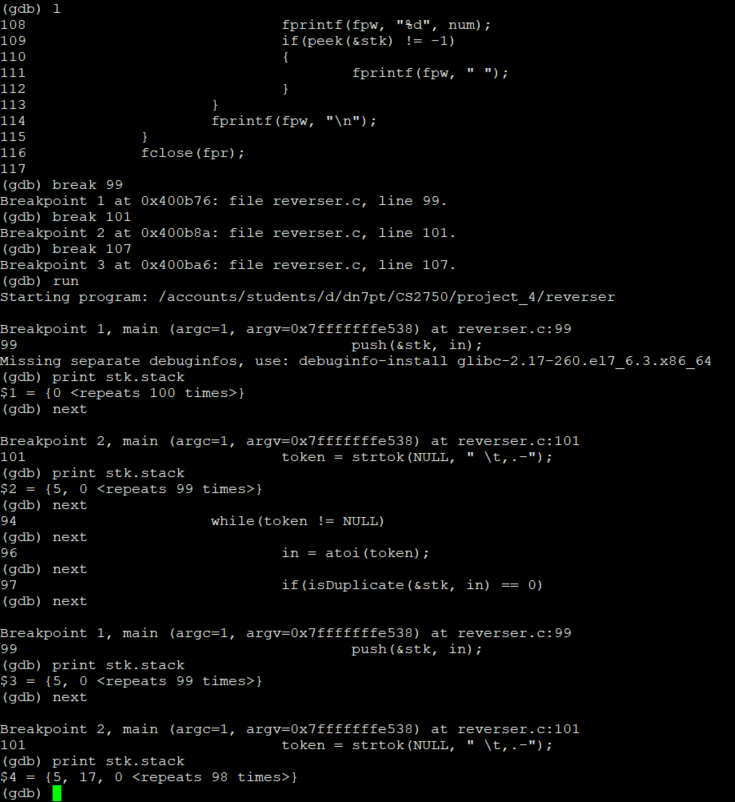 (gdb) l
108                             fprintf(fpw, "%d", num);
109                             if(peek(&stk) != -1)
110                             {
111                                     fprintf(fpw, " ");
112                             }
113                     }
114                     fprintf(fpw, "\n");
115             }
116             fclose(fpr);
117
(gdb) break 99
Breakpoint 1 at 0x400b76: file reverser.c, line 99.
(gdb) break 101
Breakpoint 2 at 0x400b8a: file reverser.c, line 101.
(gdb) break 107
Breakpoint 3 at 0x400ba6: file reverser.c, line 107.
(gdb) run
Starting program: /accounts/students/d/dn7pt/CS2750/project_4/reverser

Breakpoint 1, main (argc=1, argv=0x7fffffffe538) at reverser.c:99
99                                      push(&stk, in);
Missing separate debuginfos, use: debuginfo-install glibc-2.17-260.el7_6.3.x86_64
(gdb) print stk.stack
$1 = {0 <repeats 100 times>}
(gdb) next

Breakpoint 2, main (argc=1, argv=0x7fffffffe538) at reverser.c:101
101                             token = strtok(NULL, " \t,.-");
(gdb) print stk.stack
$2 = {5, 0 <repeats 99 times>}
(gdb) next
94                      while(token != NULL)
(gdb) next
96                              in = atoi(token);
(gdb) next
97                              if(isDuplicate(&stk, in) == 0)
(gdb) next

Breakpoint 1, main (argc=1, argv=0x7fffffffe538) at reverser.c:99
99                                      push(&stk, in);
(gdb) print stk.stack
$3 = {5, 0 <repeats 99 times>}
(gdb) next

Breakpoint 2, main (argc=1, argv=0x7fffffffe538) at reverser.c:101
101                             token = strtok(NULL, " \t,.-");
(gdb) print stk.stack
$4 = {5, 17, 0 <repeats 98 times>}
(gdb)